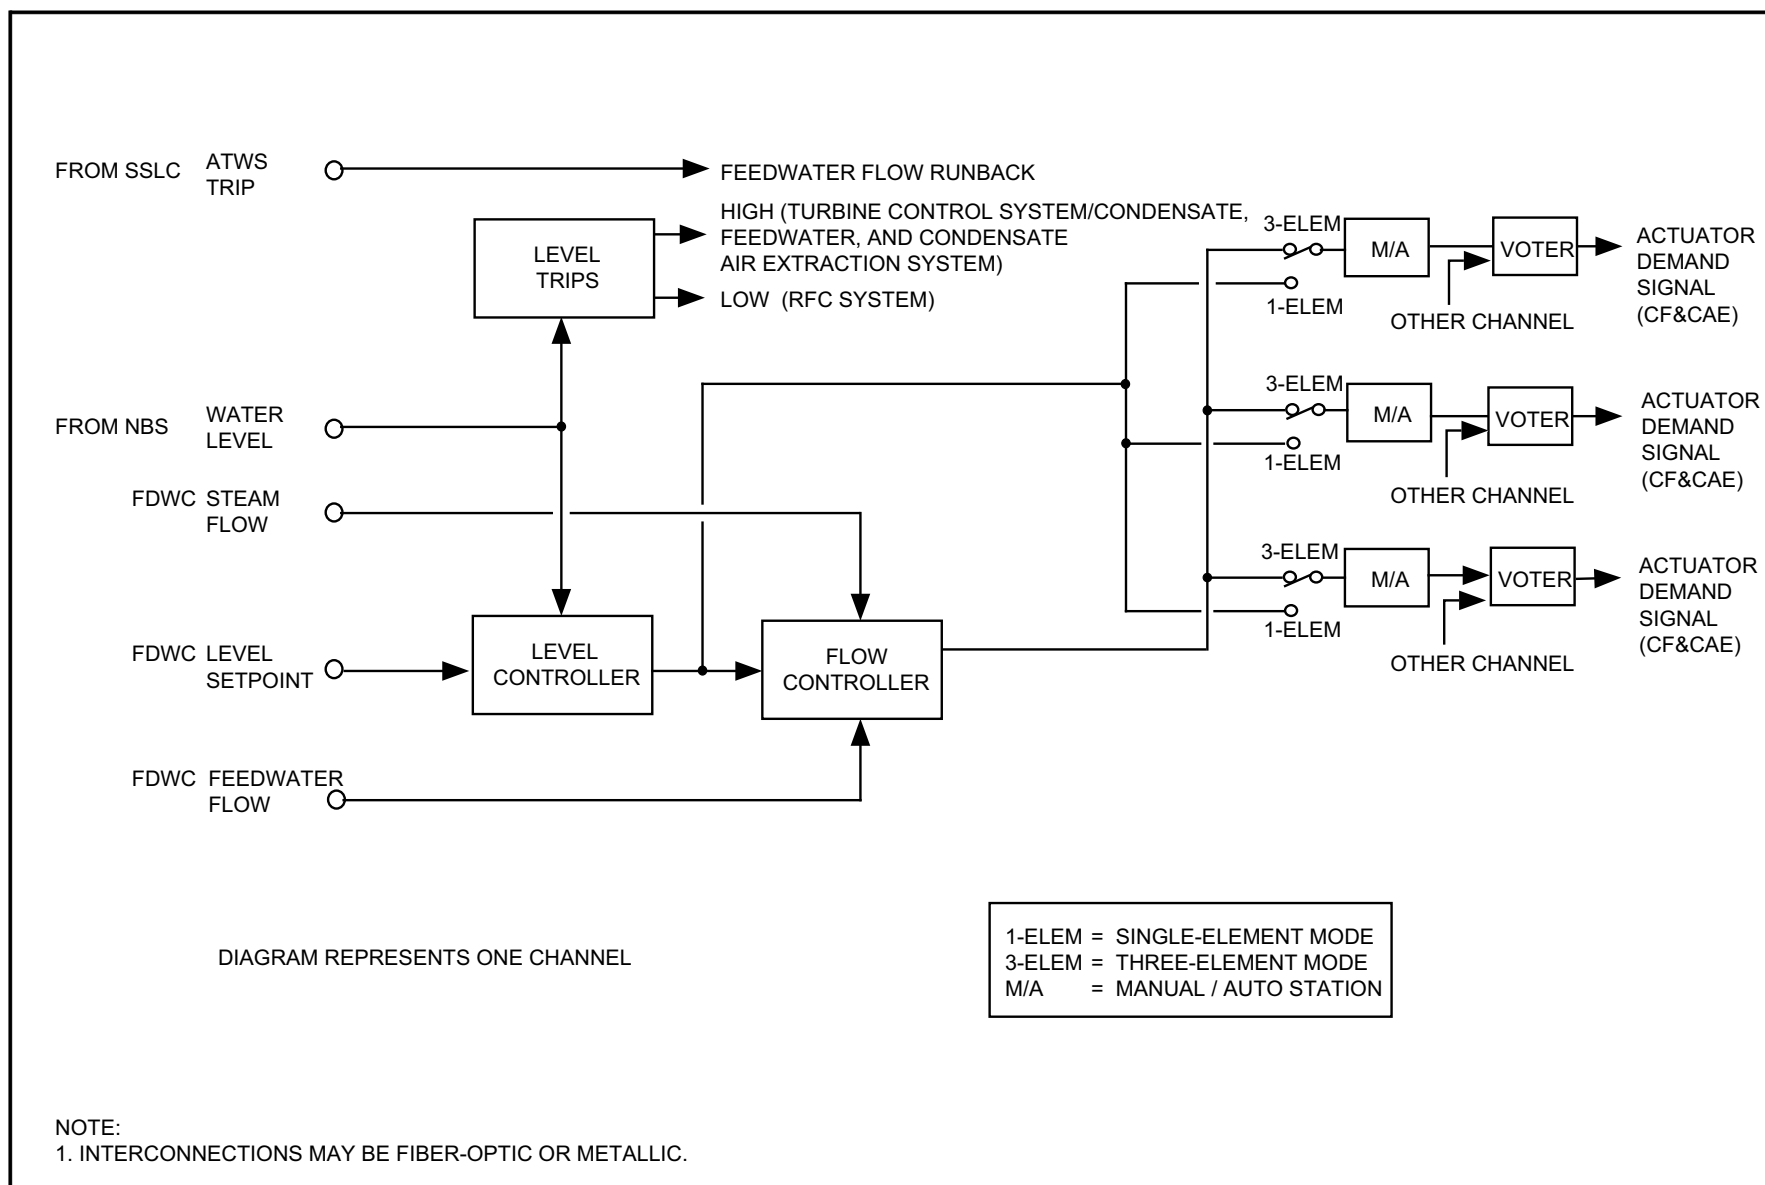 FROM SSLC ATWS
TRIP
FEEDWATER FLOW RUNBACK
HIGH (TURBINE CONTROL SYSTEM/CONDENSATE,
FEEDWATER, AND CONDENSATE
AIR EXTRACTION SYSTEM)
LOW (RFC SYSTEM)
LEVEL
TRIPS
FROM NBS WATER
LEVEL
FDWC STEAM
FLOW
FDWC LEVEL
SETPOINT
LEVEL
CONTROLLER
FLOW
CONTROLLER
FDWC FEEDWATER
FLOW
3-ELEM
1-ELEM
M/A
VOTER
OTHER CHANNEL
ACTUATOR
DEMAND
SIGNAL
(CF&CAE)
3-ELEM
1-ELEM
M/A
VOTER
OTHER CHANNEL
ACTUATOR
DEMAND
SIGNAL
(CF&CAE)
3-ELEM
1-ELEM
M/A
VOTER
OTHER CHANNEL
ACTUATOR
DEMAND
SIGNAL
(CF&CAE)
DIAGRAM REPRESENTS ONE CHANNEL
1-ELEM = SINGLE-ELEMENT MODE
3-ELEM = THREE-ELEMENT MODE
M/A = MANUAL / AUTO STATION
NOTE:
1. INTERCONNECTIONS MAY BE FIBER-OPTIC OR METALLIC.